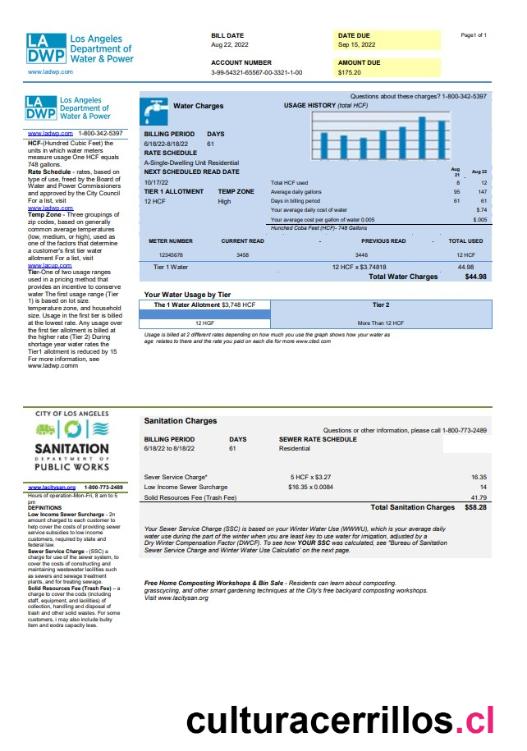 LA
DWP
Los Angeles
Department of
Water & Power
www.ladwp.com
BILL DATE
Aug 22, 2022
DATE DUE
Sep 15, 2022
Page1 of 1
ACCOUNT NUMBER
3-99-54321-65567-00-3321-1-00
AMOUNT DUE
$175.20
LA
DWP
Los Angeles
Department of
Water & Power
www.ladwp.com 1-800-342-5397
HCF-(Hundred Cubic Feet) the
units in which water meters
measure usage One HCF equals
748 gallons.
Rate Schedule - rates, based on
type of use, freed by the Board of
Water and Power Commissioners
and approved by the City Council
For a list, visit
www.ladwp.com
Temp Zone - Three groupings of
zip codes, based on generally
common average temperatures
(low, medium, or high), used as
one of the factors that determine
a customer's first tier water
allotment For a list, visit
Tier-One of two usage ranges
used in a pricing method that
provides an incentive to conserve
water The first usage range (Tier
1) is based on lot size.
temperature zone, and household
size. Usage in the first tier is billed
at the lowest rate. Any usage over
the first tier allotment is billed at
the higher rate (Tier 2) During
shortage year water rates the
Tier1 allotment is reduced by 15
For more information, see
Questions about these charges? 1-800-342-5397
Water Charges
USAGE HISTORY (total HCF)
BILLING PERIOD DAYS
6/18/22-8/18/22 61
RATE SCHEDULE
A-Single-Dwelling Unit Residential
NEXT SCHEDULED READ DATE
10/17/22
TIER 1 ALLOTMENT TEMP ZONE
12 HCF High
Aug 21 Aug 22
Total HCF used 8 12
Average daily gallons 95 147
Days in billing period 61 61
Your average daily cost of water $.74
Your average cost per gallon of water 0.005 $.005
Hundred Coba Feet (HCF)- 748 Gallons
METER NUMBER CURRENT READ - PREVIOUS READ - TOTAL USED
12345678 3458 3446 12 HCF
Tier 1 Water 12 HCF x $3.74818 44.98
Total Water Charges $44.98
Your Water Usage by Tier
The 1 Water Allotment $3,748 HCF Tier 2
12 HCF More Than 12 HCF
Usage is billed at 2 different rates depending on how much you use the graph shows how your water as
age relates to there and the rate you paid on each die for more www.cted.com
CITY OF LOS ANGELES
SANITATION
DEPARTMENT OF
PUBLIC WORKS
www.lacitysan.org 1-800-773-2489
Hours of operation-Mon-Fri, 8 am to 5
pm
DEFINITIONS
Low Income Sewer Surcharge - 2n
amount charged to each customer to
help cover the costs of providing sewer
service subsidies to low income
customers, required by state and
federal law.
Sewer Service Charge - (SSC) a
charge for use of the sewer system, to
cover the costs of constructing and
maintaining wastewater facilities such
as sewers and sewage treatment
plants, and for treating sewage.
Solid Resources Fee (Trash Fee) – a
charge to cover the cods (including
staff, equipment, and facilities) of
collection, handling and disposal of
trash and other solid wastes. For some
customers, i may also include bulky
item and exdra capacity fees.
Sanitation Charges
Questions or other information, please call 1-800-773-2489
BILLING PERIOD DAYS SEWER RATE SCHEDULE
6/18/22 to 8/18/22 61 Residential
Sever Server Charge* 5 HCF x $3.27 16.35
Low Income Sewer Surcharge $16.35 x 0.0084 14
Solid Resources Fee (Trash Fee) 41.79
Total Sanitation Charges $58.28
Your Sewer Service Charge (SSC) is based on your Winter Water Use (WWWU), which is your average daily
water use during the part of the winter when you are least key to use water for irrigation, adjusted by a
Dry Winter Compensation Factor (DWCF). To see how YOUR SSC was calculated, see "Bureau of Sanitation
Sewer Service Charge and Winter Water Use Calculatio' on the next page.
Free Home Composting Workshops & Bin Sale - Residents can learn about composting.
grasscycling, and other smart gardening techniques at the City's free backyard composting workshops.
Visit www.lacitysan.org
culturacerrillos.cl